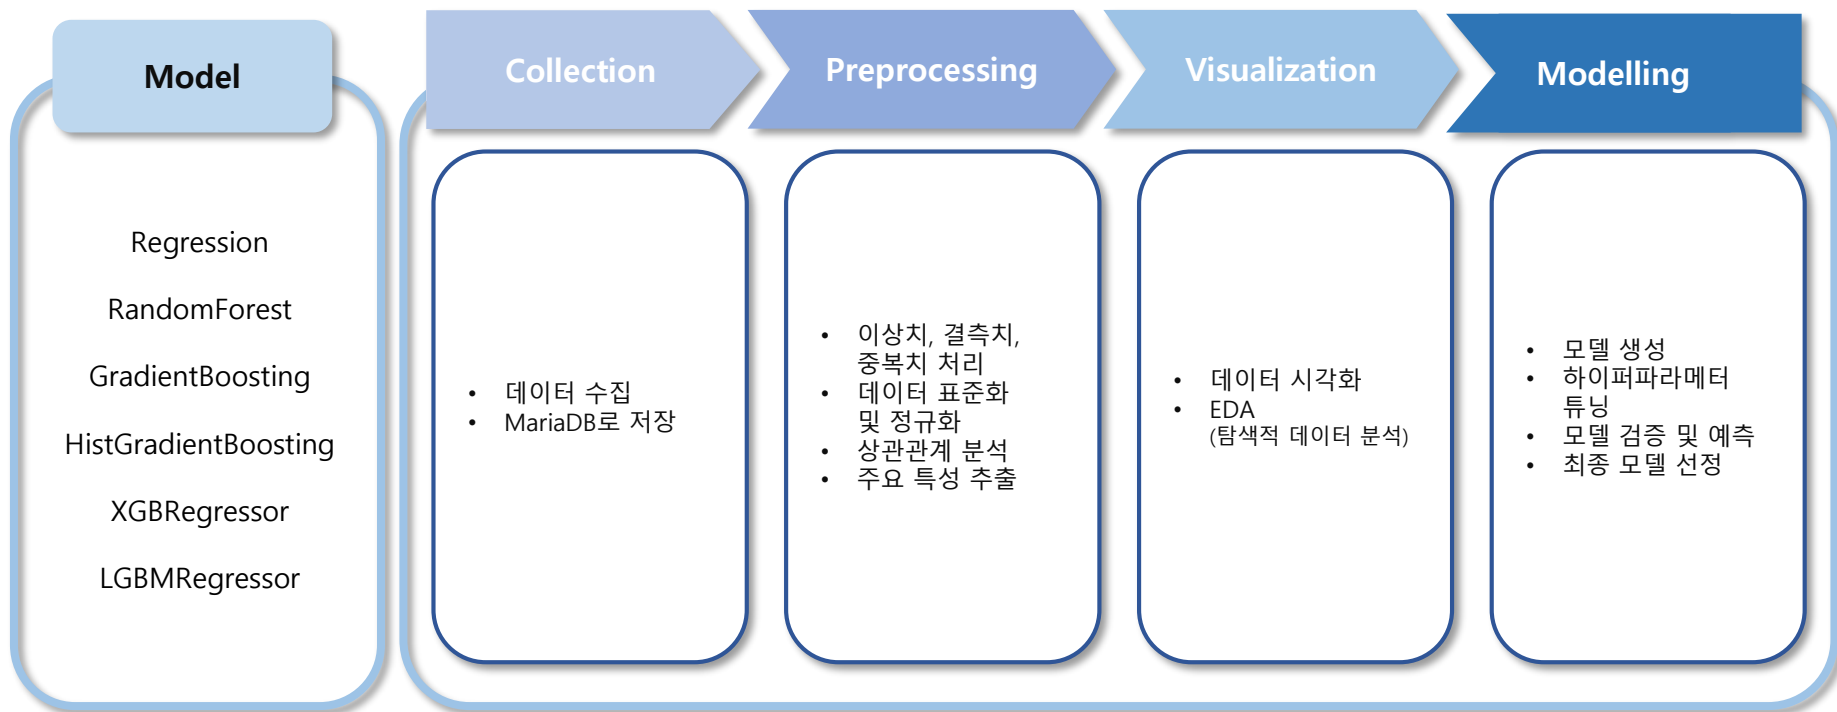 Model
Regression
RandomForest
GradientBoosting
HistGradientBoosting
XGBRegressor
LGBMRegressor
Collection
• 데이터 수집
• MariaDB로 저장
Preprocessing
• 이상치, 결측치,
중복치 처리
• 데이터 표준화
및 정규화
• 상관관계 분석
• 주요 특성 추출
Visualization
• 데이터 시각화
• EDA
(탐색적 데이터 분석)
Modelling
• 모델 생성
• 하이퍼파라메터
튜닝
• 모델 검증 및 예측
• 최종 모델 선정